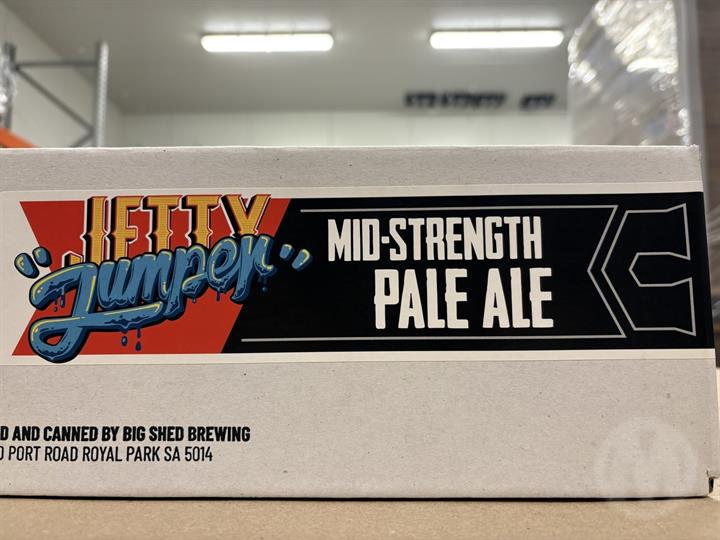 JETTY
Jumper
MID-STRENGTH
PALE ALE
D AND CANNED BY BIG SHED BREWING
PORT ROAD ROYAL PARK SA 5014